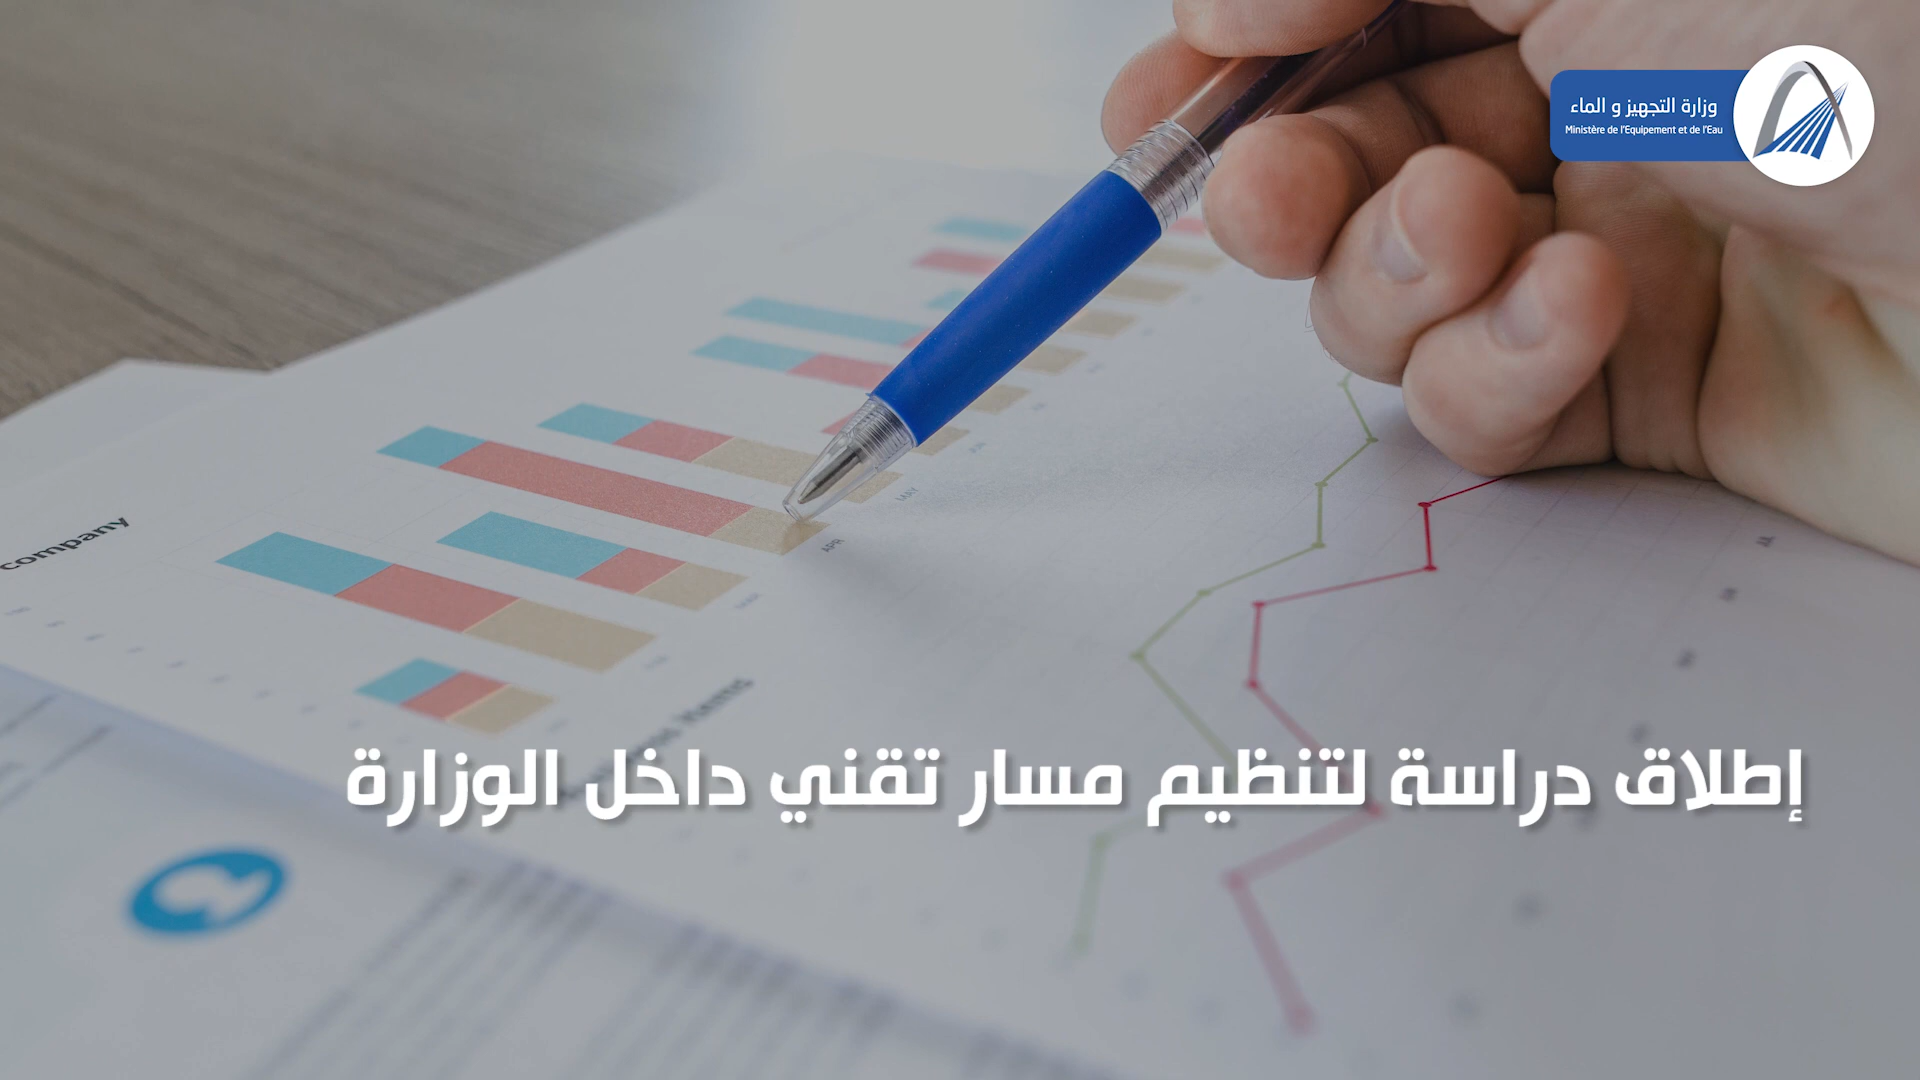 وزارة التجهيز و الماء
Ministère de l'Equipement et de l'Eau
company
APR
MAY
إطلاق دراسة لتنظيم مسار تقني داخل الوزارة